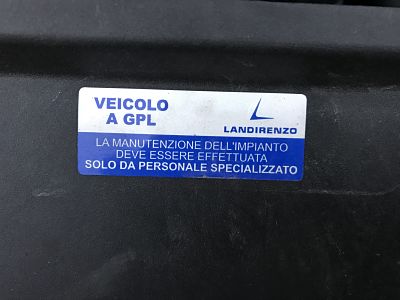 VEICOLO
A GPL
LANDIRENZO
LA MANUTENZIONE DELL'IMPIANTO
DEVE ESSERE EFFETTUATA
SOLO DA PERSONALE SPECIALIZZATO